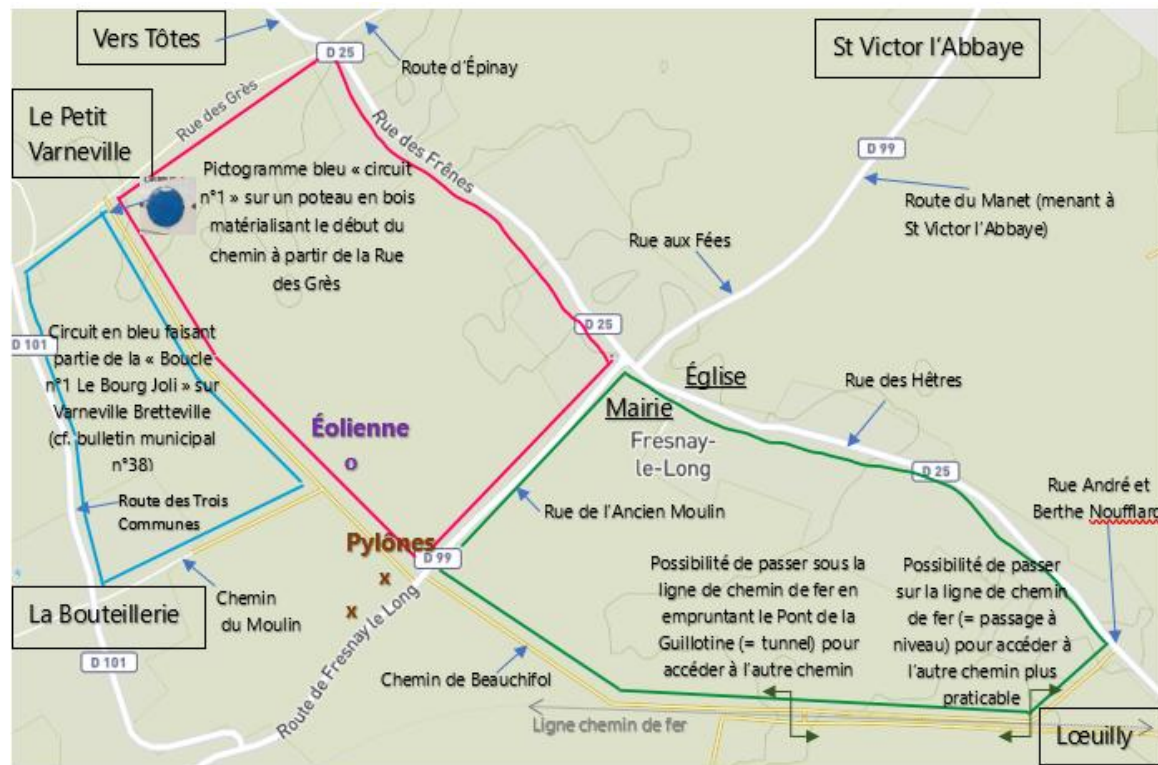 Vers Tôtes
D 25
Route d'Épinay
St Victor l'Abbaye
Le Petit
Varneville
Rue des Grès
Rue des Frênes
D 99
Pictogramme bleu « circuit
n°1 » sur un poteau en bois
matérialisant le début du
chemin à partir de la Rue
des Grès
Route du Manet (menant à
St Victor l'Abbaye)
Rue aux Fées
D 101
Circuit en bleu faisant
partie de la « Boucle
n°1 Le Bourg Joli » sur
Varneville Bretteville
(cf. bulletin municipal
n°38)
D 25
Église
Mairie
Fresnay-
le-Long
Rue des Hêtres
Éolienne
o
D 25
Route des Trois
Communes
Rue de l'Ancien Moulin
Rue André et
Berthe Noufflard
Pylônes
x
x
D 99
La Bouteillerie
Chemin
du Moulin
D 101
Route de Fresnay le Long
Chemin de Beauchifol
Possibilité de passer sous la
ligne de chemin de fer en
empruntant le Pont de la
Guillotine (= tunnel) pour
accéder à l'autre chemin
Possibilité de passer
sur la ligne de chemin
de fer (= passage à
niveau) pour accéder à
l'autre chemin plus
praticable
Ligne chemin de fer
Lœuilly